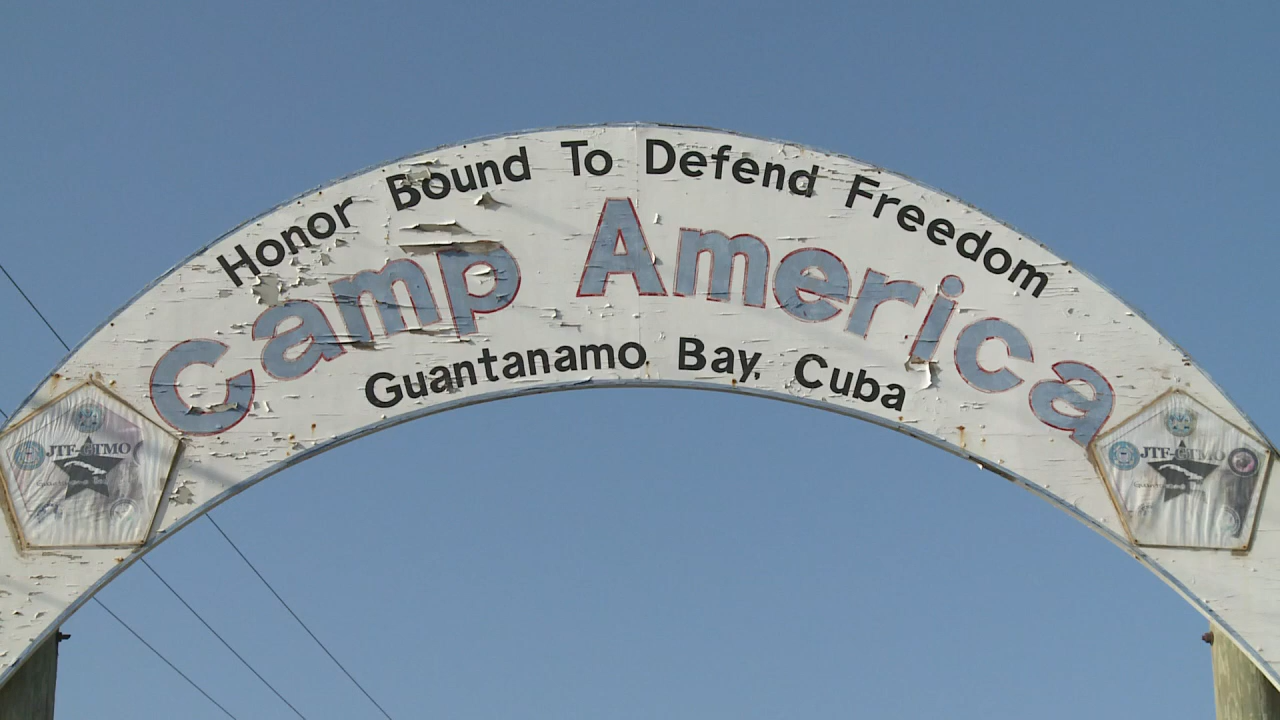 Honor Bound To Defend Freedom
Camp America
Guantanamo Bay, Cuba
JTF-GTMO
JTF-GTMO